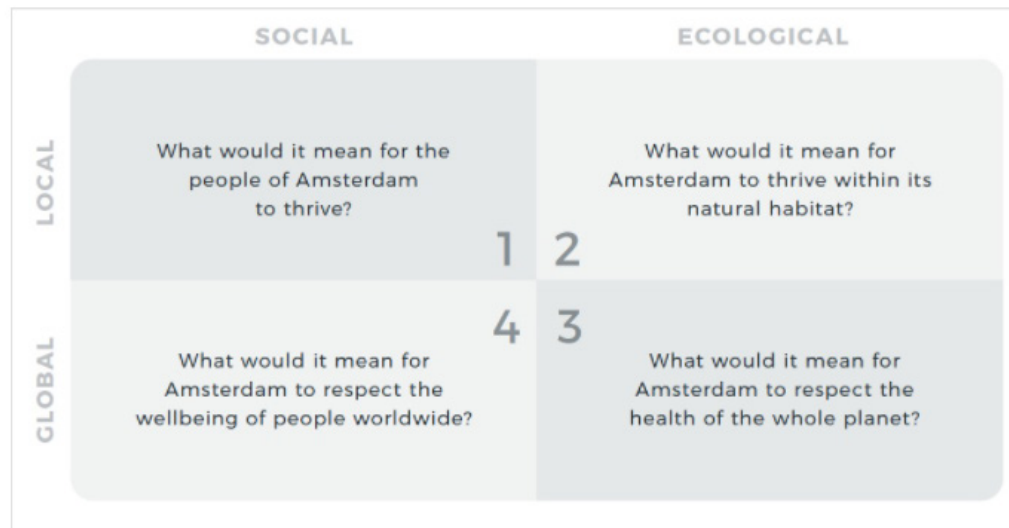 SOCIAL
ECOLOGICAL
LOCAL
What would it mean for the
people of Amsterdam
to thrive?
1
What would it mean for
Amsterdam to thrive within its
natural habitat?
2
GLOBAL
4
What would it mean for
Amsterdam to respect the
wellbeing of people worldwide?
3
What would it mean for
Amsterdam to respect the
health of the whole planet?